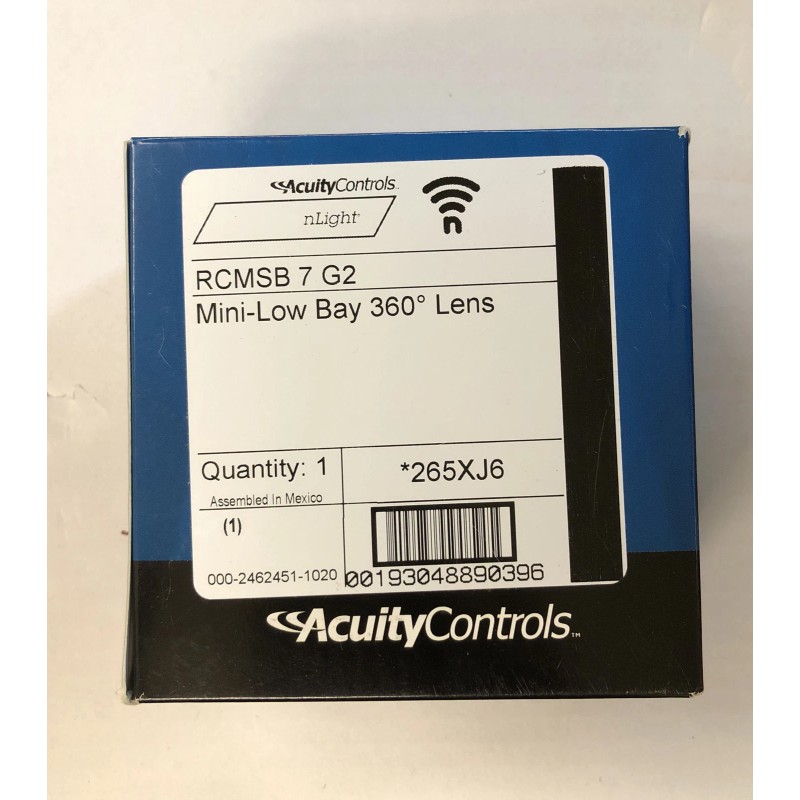 AcuityControls
nLight®
n
RCMSB 7 G2
Mini-Low Bay 360° Lens
Quantity: 1
Assembled In Mexico
*265XJ6
(1)
000-2462451-1020
00193048890396
AcuityControls™